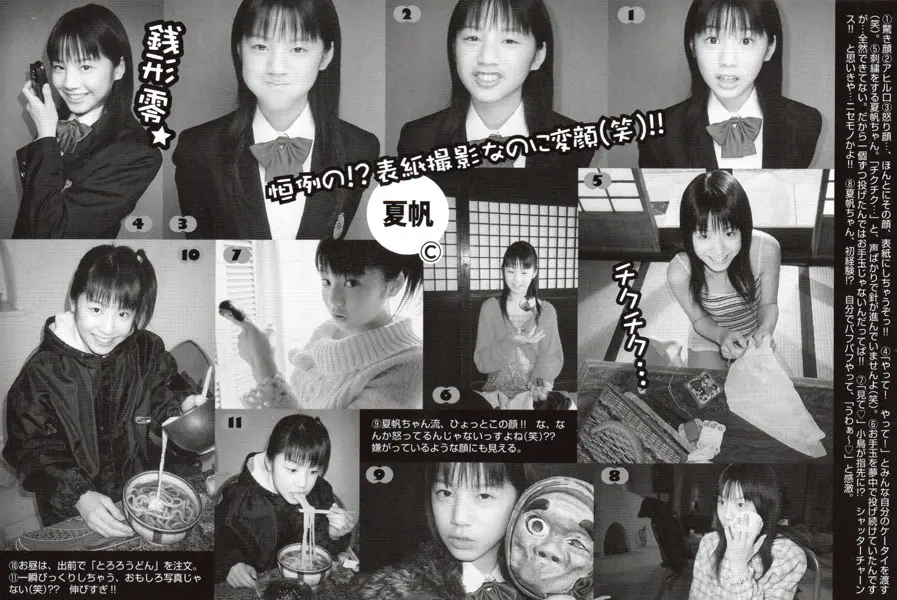 ①驚き顔②アヒル口③怒り顔…、ほんとにその顔、表紙にしちゃうぞっ!! ④「やって! やって!」とみんな自分のケータイを渡す
(笑)。⑤刺繍をする夏帆ちゃん。「チクチク…」と、声ばかりで針が進んでいませんよ(笑)。⑥お手玉を夢中で投げ続けていたんです
が…全然できてない。だから一個ずつ投げたんではお手玉じゃないんだってば!! ⑦「見て♡」小鳥が指先に!? シャッターチャーン
ス!! と思いきや…ニセモノかよ!! ⑧夏帆ちゃん、初経験!? 自分でパフパフやって、「うわぁ~♡」と感激。
1
2
3
4
銭形零★
恒例の!?表紙撮影なのに変顔(笑)!!
夏帆
©
5
チクチク…
6
7
10
⑨夏帆ちゃん流、ひょっとこの顔!! な、な
んか怒ってるんじゃないっすよね(笑)??
嫌がっているような顔にも見える。
8
9
11
⑩お昼は、出前で「とろろうどん」を注文。
⑪一瞬びっくりしちゃう、おもしろ写真じゃ
ない(笑)?? 伸びすぎ!!